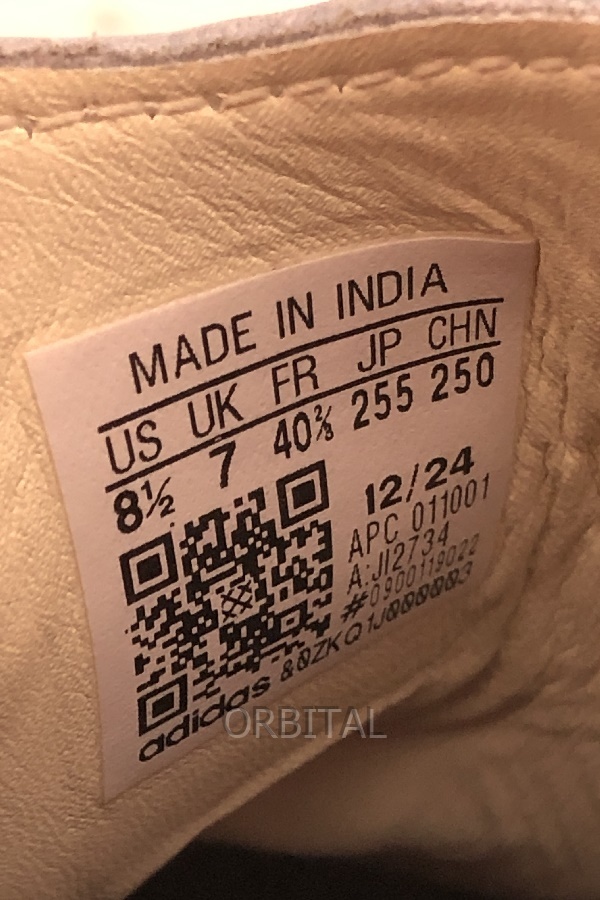 MADE IN INDIA
US UK FR JP CHN
8½ 7 40⅔ 255 250
12/24
APC 011001
A:JI2734
#0900119022
adidas &0ZKQ1J000003
ORBITAL